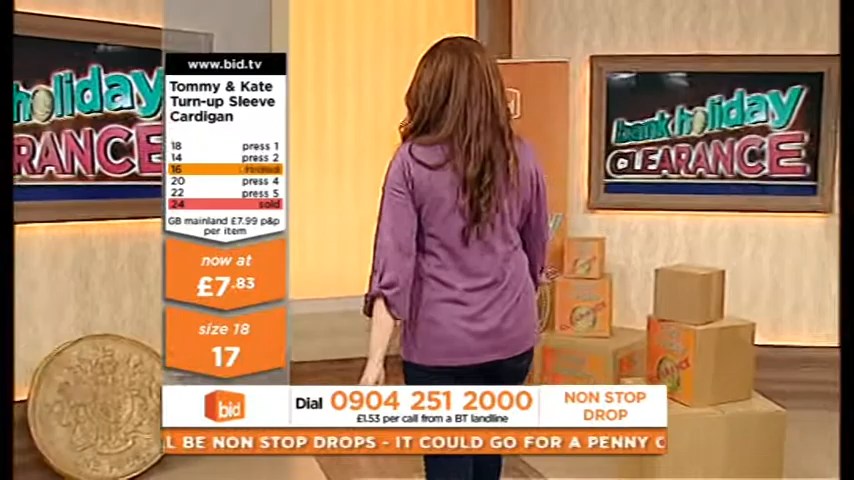 holiday
RANCE
www.bid.tv
Tommy & Kate
Turn-up Sleeve
Cardigan
18 press 1
14 press 2
16
20 press 4
22 press 5
24 sold
GB mainland £7.99 p&p
per item
now at
£7.83
size 18
17
bank holiday
CLEARANCE
bid
Dial 0904 251 2000
£1.53 per call from a BT landline
NON STOP
DROP
L BE NON STOP DROPS - IT COULD GO FOR A PENNY